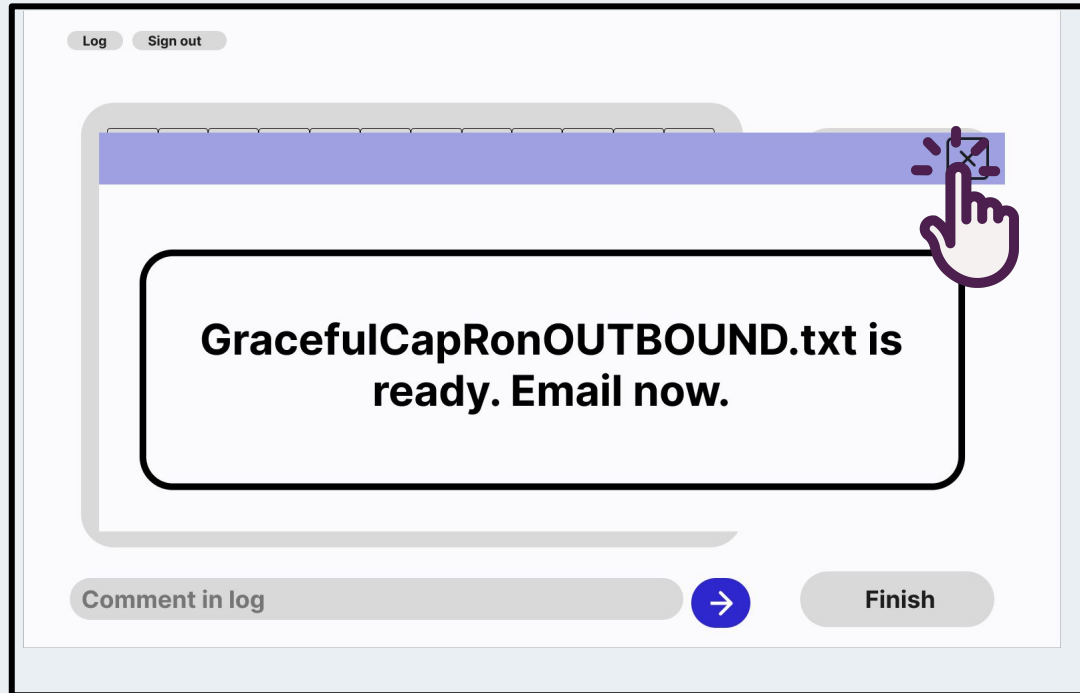 Log Sign out
GracefulCapRonOUTBOUND.txt is
ready. Email now.
Comment in log
Finish